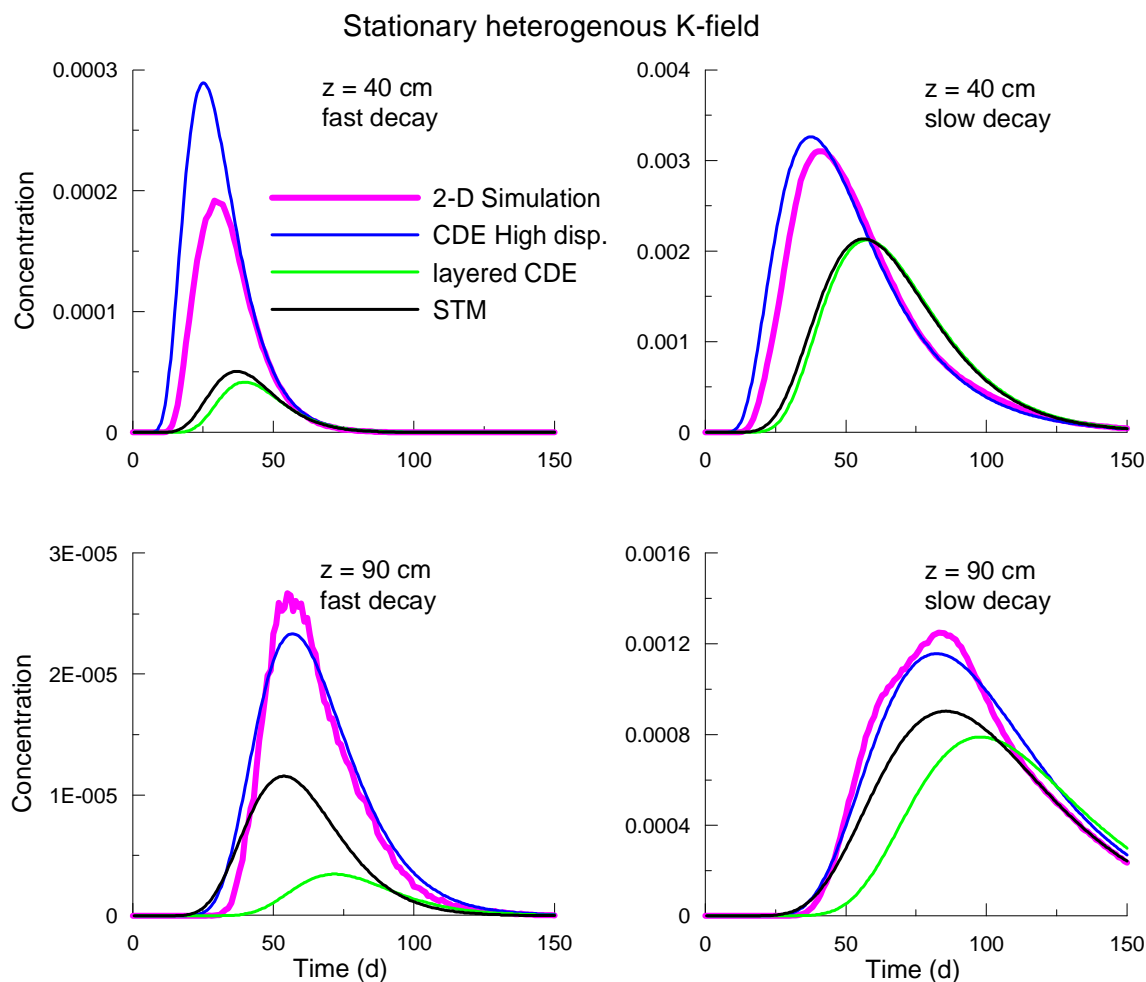 Stationary heterogenous K-field
0.0003
z = 40 cm
fast decay
0.0002
2-D Simulation
CDE High disp.
layered CDE
STM
0.0001
0
0
50
100
150
Concentration
0.004
z = 40 cm
slow decay
0.003
0.002
0.001
0
0
50
100
150
3E-005
z = 90 cm
fast decay
2E-005
1E-005
0
0
50
100
150
Concentration
Time (d)
0.0016
z = 90 cm
slow decay
0.0012
0.0008
0.0004
0
0
50
100
150
Time (d)